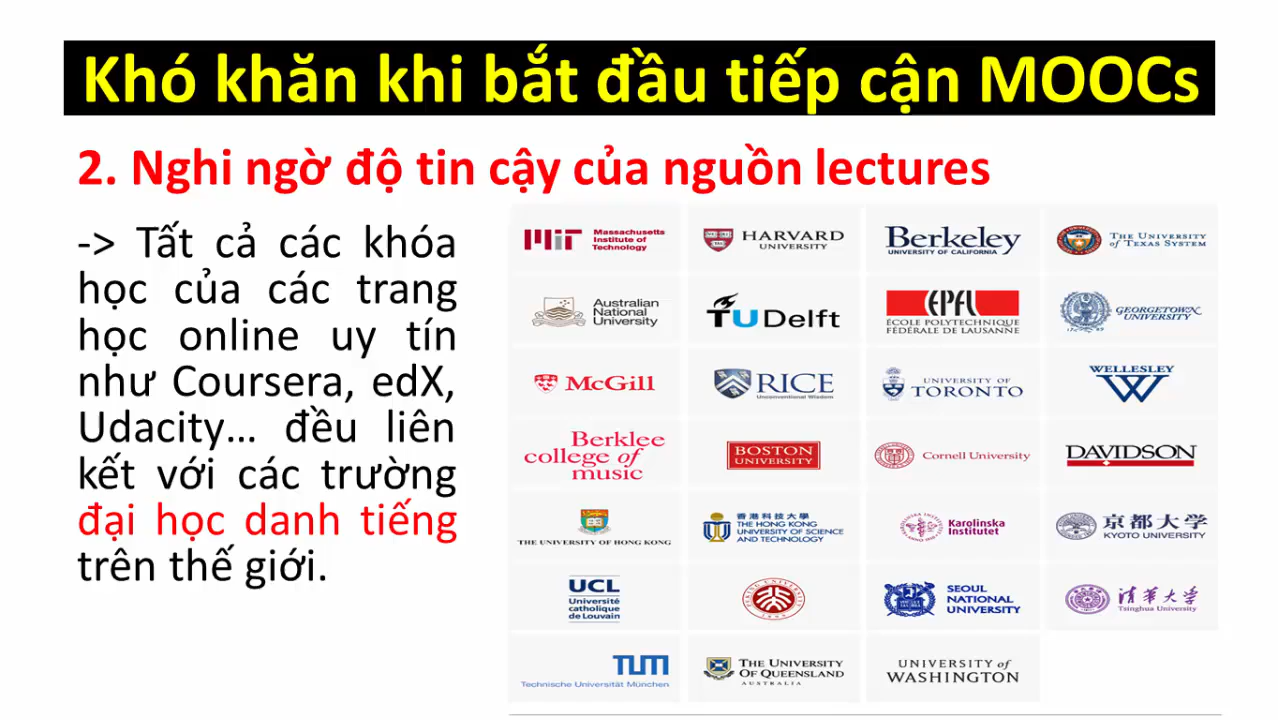 Khó khăn khi bắt đầu tiếp cận MOOCs
2. Nghi ngờ độ tin cậy của nguồn lectures
-> Tất cả các khóa
học của các trang
học online uy tín
như Coursera, edX,
Udacity... đều liên
kết với các trường
đại học danh tiếng
trên thế giới.
MIT Massachusetts
Institute of
Technology
HARVARD
UNIVERSITY
Berkeley
UNIVERSITY OF CALIFORNIA
THE UNIVERSITY
of TEXAS SYSTEM
Australian
National
University
TU Delft
EPFL
ÉCOLE POLYTECHNIQUE
FÉDÉRALE DE LAUSANNE
GEORGETOWN
UNIVERSITY
McGill
RICE
Unconventional Wisdom
UNIVERSITY OF
TORONTO
WELLESLEY
W
Berklee
college of
music
BOSTON
UNIVERSITY
Cornell University
DAVIDSON
THE UNIVERSITY OF HONG KONG
香港科技大學
THE HONG KONG
UNIVERSITY OF SCIENCE
AND TECHNOLOGY
Karolinska
Institutet
京都大学
KYOTO UNIVERSITY
UCL
Université
catholique
de Louvain
SEOUL
NATIONAL
UNIVERSITY
清華大学
Tsinghua University
TUM
Technische Universität München
THE UNIVERSITY
OF QUEENSLAND
AUSTRALIA
UNIVERSITY of
WASHINGTON